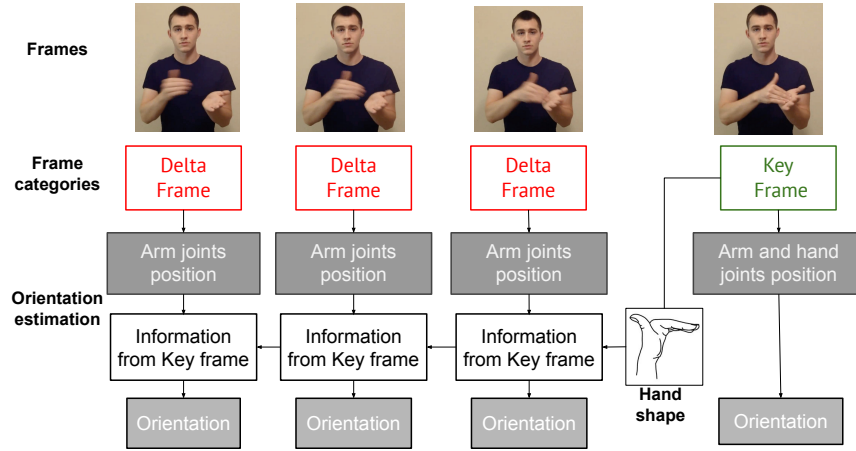 Frames
Frame
categories
Delta
Frame
Delta
Frame
Delta
Frame
Key
Frame
Arm joints
position
Arm joints
position
Arm joints
position
Arm and hand
joints position
Orientation
estimation
Information
from Key frame
Information
from Key frame
Information
from Key frame
Hand
shape
Orientation
Orientation
Orientation
Orientation